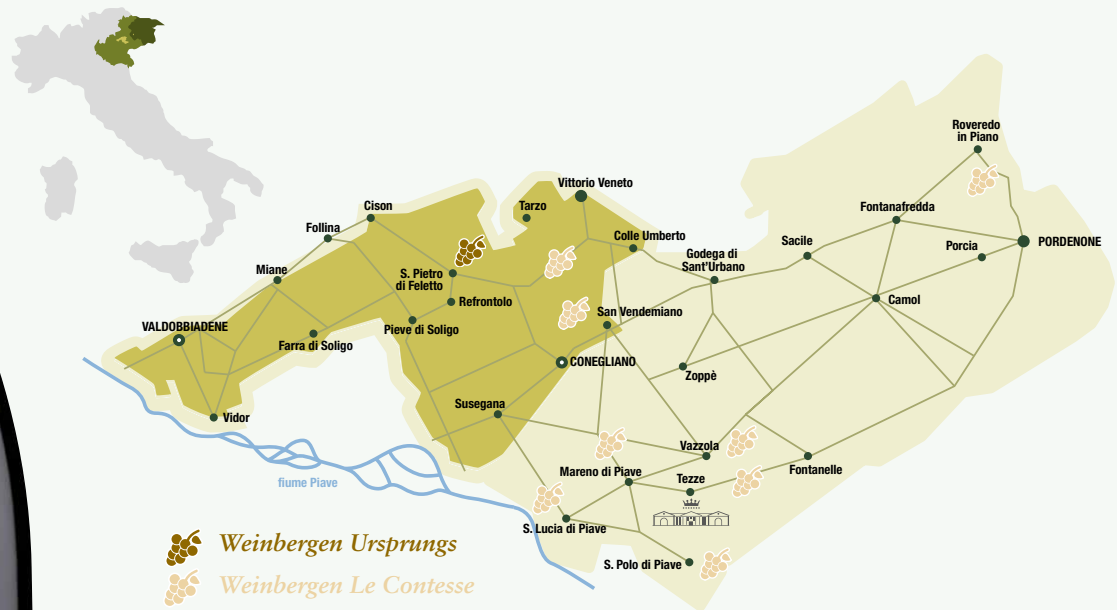 Roveredo
in Piano
Vittorio Veneto
Cison
Tarzo
Fontanafredda
Follina
Colle Umberto
Sacile
Porcia
PORDENONE
Godega di
Sant'Urbano
Miane
S. Pietro
di Feletto
Refrontolo
Camol
San Vendemiano
VALDOBBIADENE
Pieve di Soligo
Farra di Soligo
CONEGLIANO
Zoppè
Susegana
Vidor
Vazzola
Mareno di Piave
Fontanelle
Tezze
fiume Piave
S. Lucia di Piave
Weinbergen Ursprungs
S. Polo di Piave
Weinbergen Le Contesse